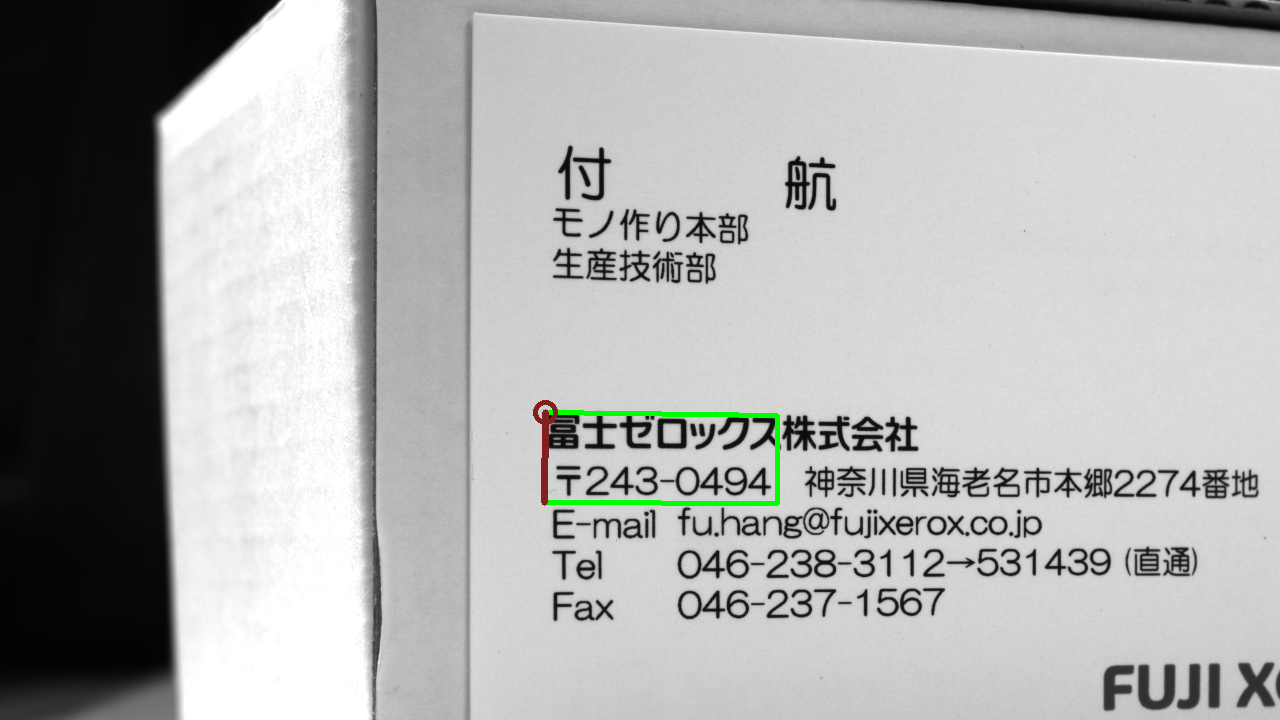 付 航
モノ作り本部
生産技術部
富士ゼロックス株式会社
〒243-0494 神奈川県海老名市本郷2274番地
E-mail fu.hang@fujixerox.co.jp
Tel 046-238-3112→531439 (直通)
Fax 046-237-1567
FUJI